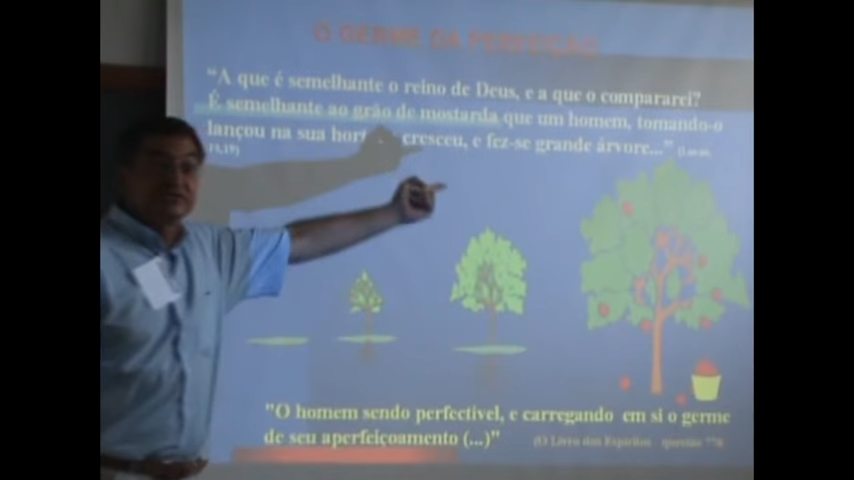 O GERME DA PERFEIÇÃO
“A que é semelhante o reino de Deus, e a que o compararei?
É semelhante ao grão de mostarda que um homem, tomando-o
lançou na sua cresceu, e fez-se grande árvore...”
"O homem sendo perfectivel, e carregando em si o germe
de seu aperfeiçoamento (...)" (O Livro dos Espíritos questão